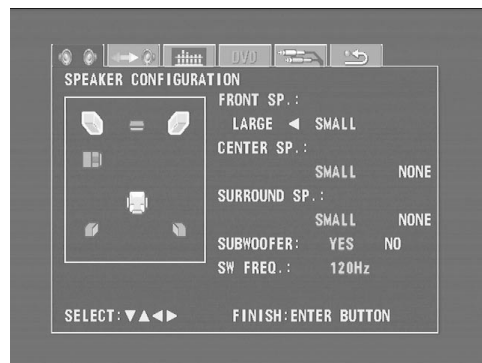 DVD
SPEAKER CONFIGURATION
FRONT SP.:
LARGE ◀ SMALL
CENTER SP.:
SMALL NONE
SURROUND SP.:
SMALL NONE
SUBWOOFER: YES NO
SW FREQ.: 120Hz
SELECT:▼▲◀▶ FINISH:ENTER BUTTON